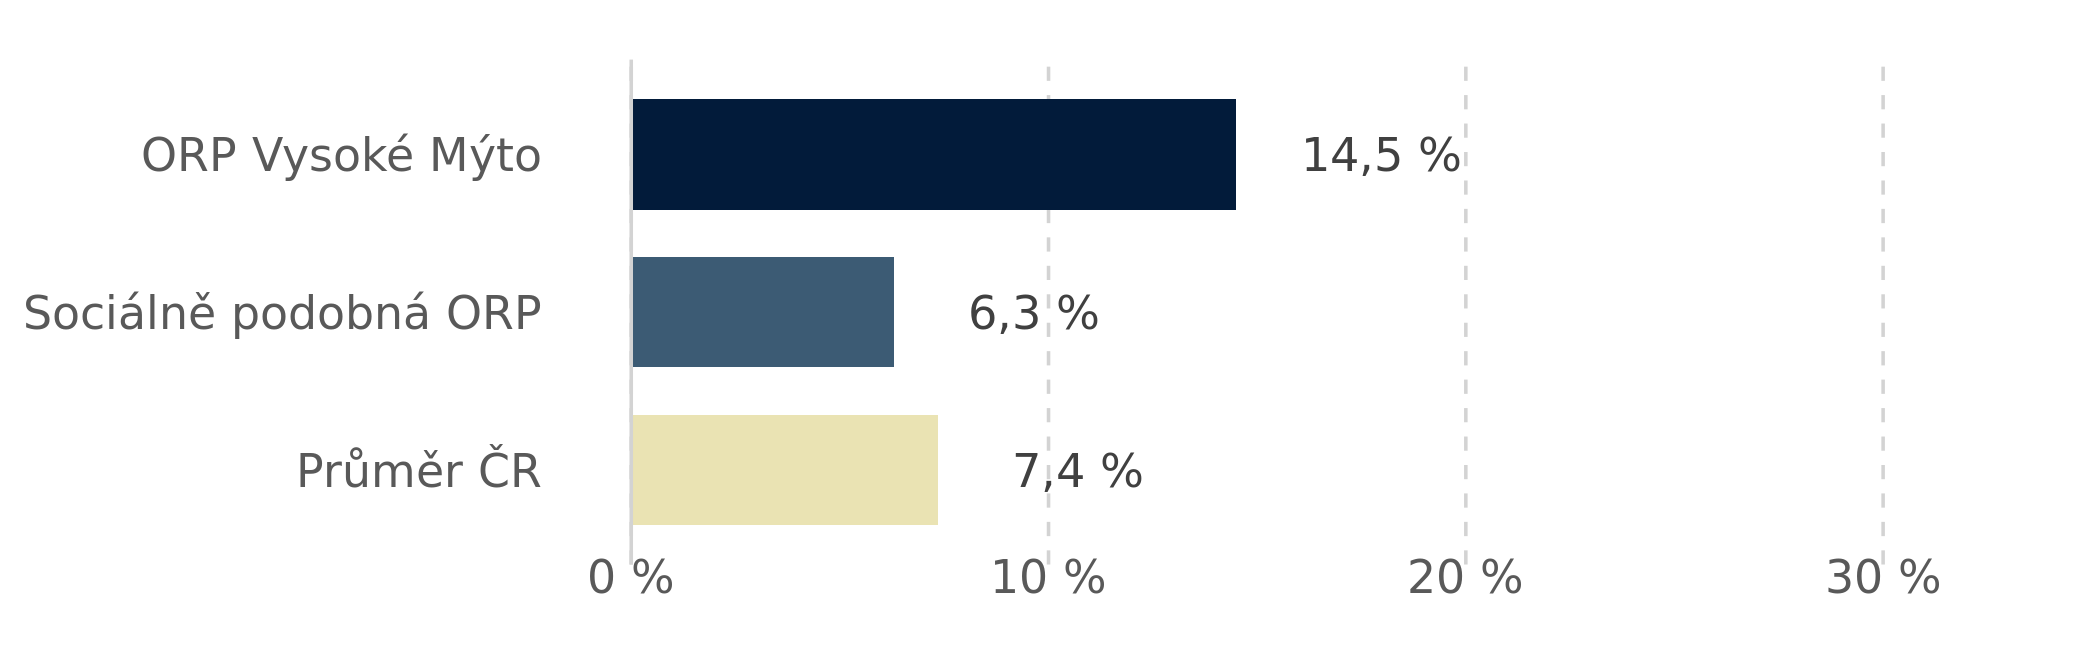 ORP Vysoké Mýto 14,5 %
Sociálně podobná ORP 6,3 %
Průměr ČR 7,4 %
0 % 10 % 20 % 30 %